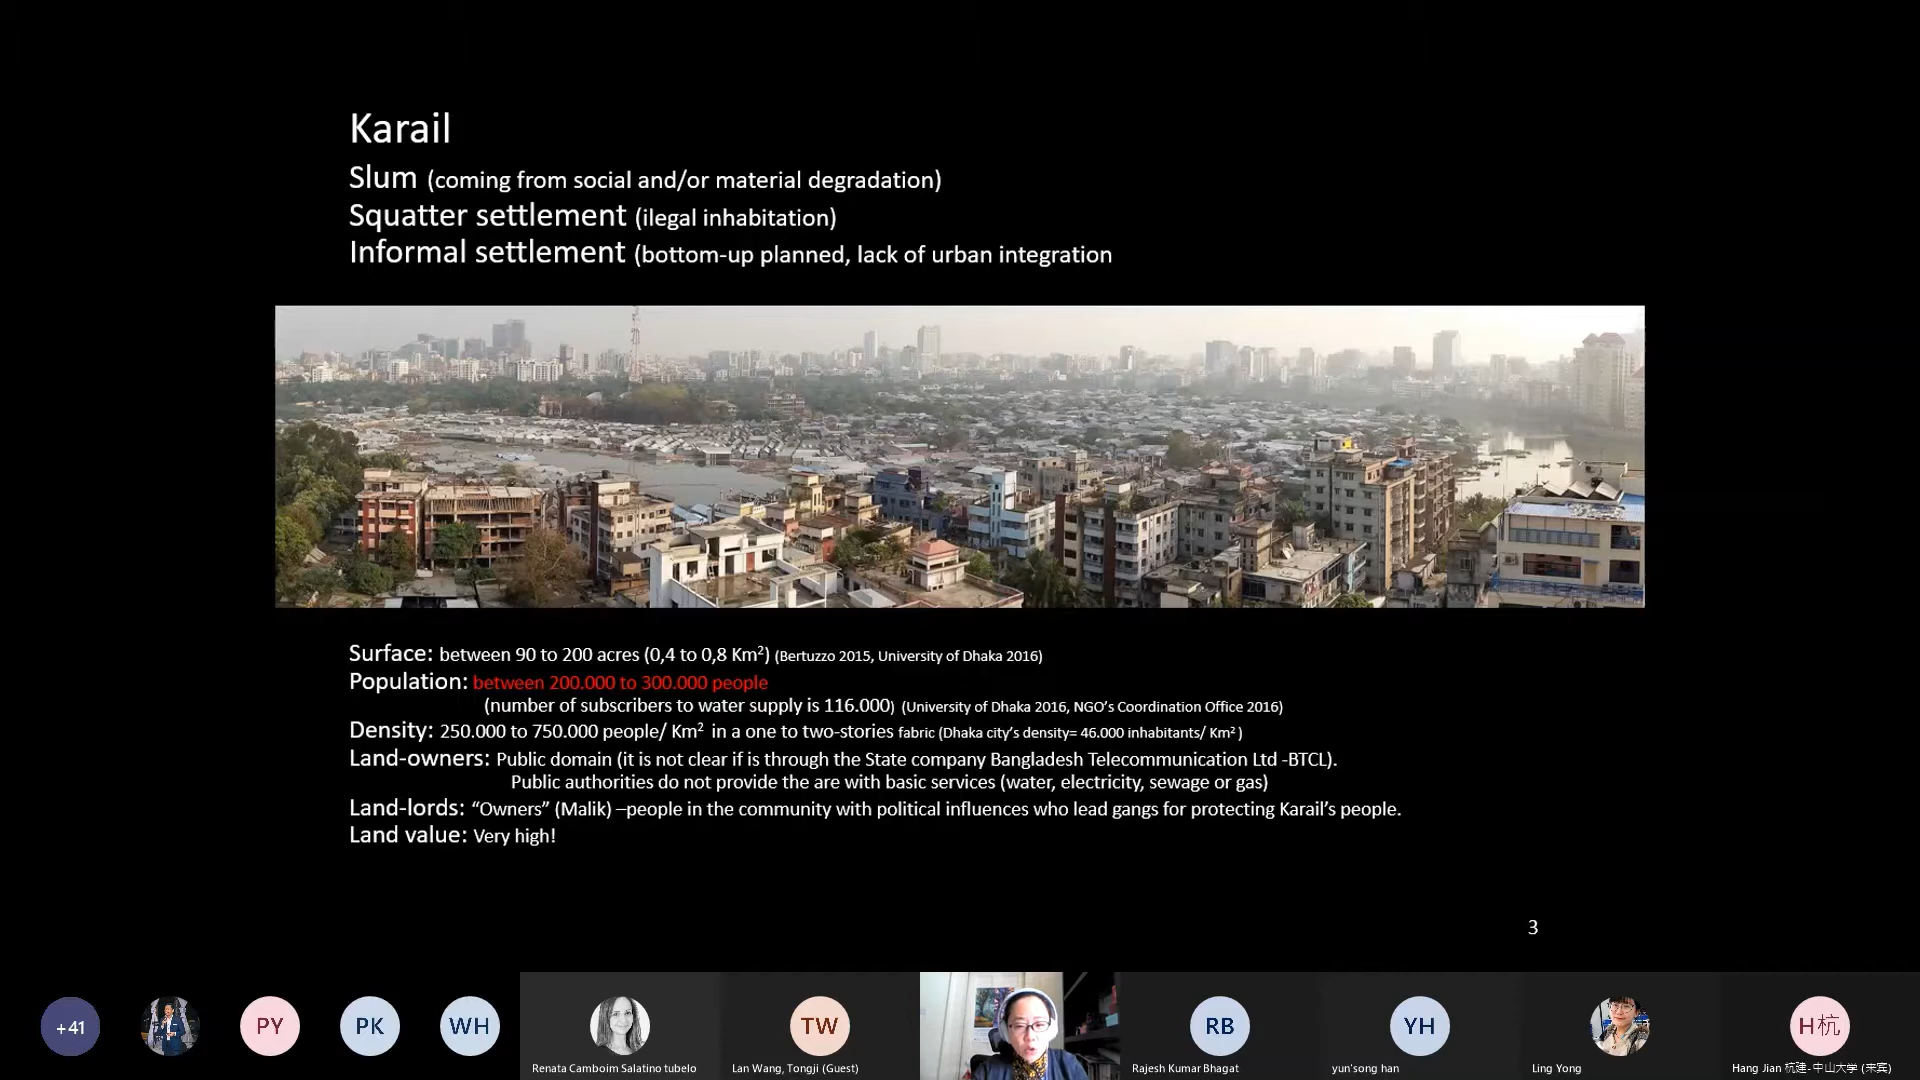 Karail
Slum (coming from social and/or material degradation)
Squatter settlement (ilegal inhabitation)
Informal settlement (bottom-up planned, lack of urban integration
Surface: between 90 to 200 acres (0,4 to 0,8 Km²) (Bertuzzo 2015, University of Dhaka 2016)
Population: between 200.000 to 300.000 people
(number of subscribers to water supply is 116.000) (University of Dhaka 2016, NGO's Coordination Office 2016)
Density: 250.000 to 750.000 people/ Km² in a one to two-stories fabric (Dhaka city's density= 46.000 inhabitants/ Km² )
Land-owners: Public domain (it is not clear if is through the State company Bangladesh Telecommunication Ltd -BTCL).
Public authorities do not provide the are with basic services (water, electricity, sewage or gas)
Land-lords: “Owners” (Malik) –people in the community with political influences who lead gangs for protecting Karail's people.
Land value: Very high!
3
+41
PY
PK
WH
TW
RB
YH
H杭
Renata Camboim Salatino tubelo
Lan Wang, Tongji (Guest)
Rajesh Kumar Bhagat
yun'song han
Ling Yong
Hang Jian 杭建-中山大学 (来宾)